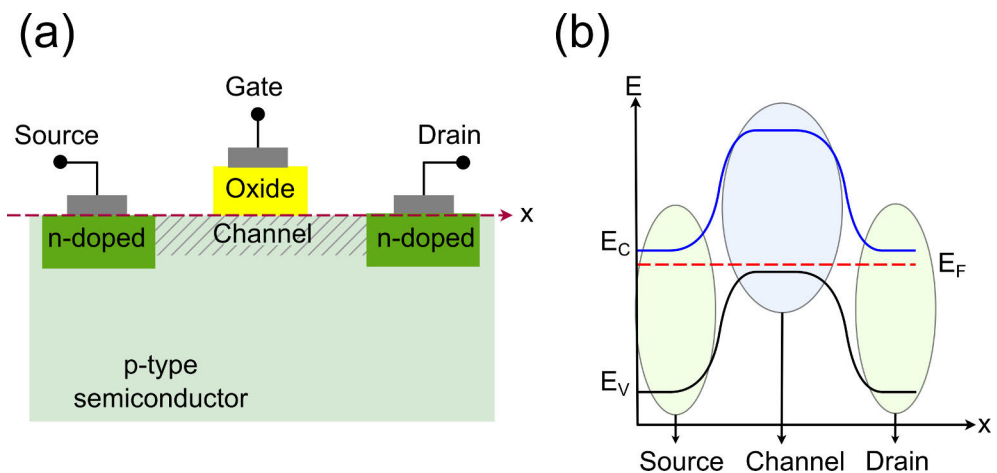 (a)
Gate
Source
Drain
Oxide
x
n-doped
Channel
n-doped
p-type
semiconductor
(b)
E
E_C
E_F
E_V
x
Source
Channel
Drain